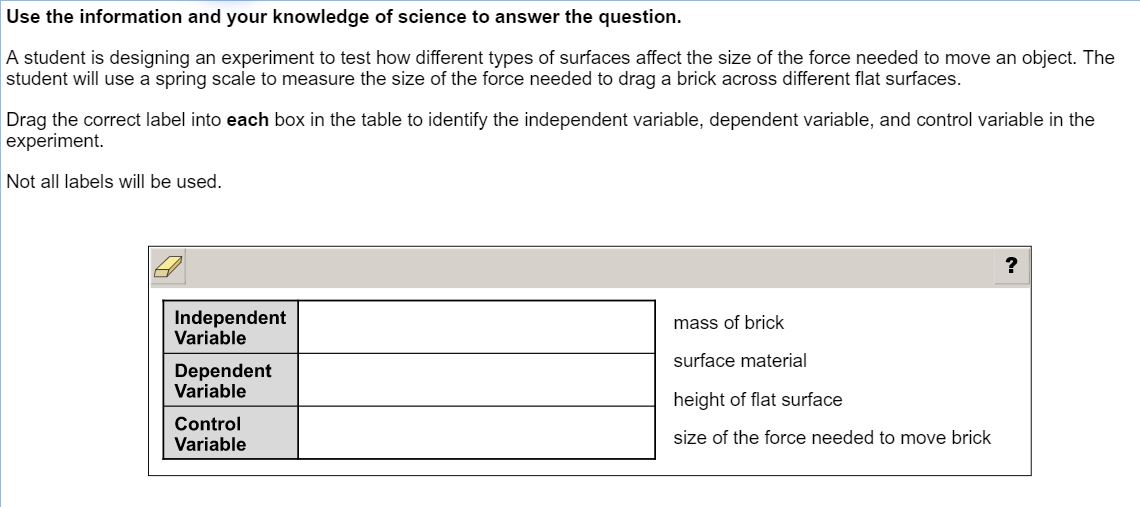 Use the information and your knowledge of science to answer the question.
A student is designing an experiment to test how different types of surfaces affect the size of the force needed to move an object. The
student will use a spring scale to measure the size of the force needed to drag a brick across different flat surfaces.
Drag the correct label into each box in the table to identify the independent variable, dependent variable, and control variable in the
experiment.
Not all labels will be used.
?
Independent
Variable
Dependent
Variable
Control
Variable
mass of brick
surface material
height of flat surface
size of the force needed to move brick